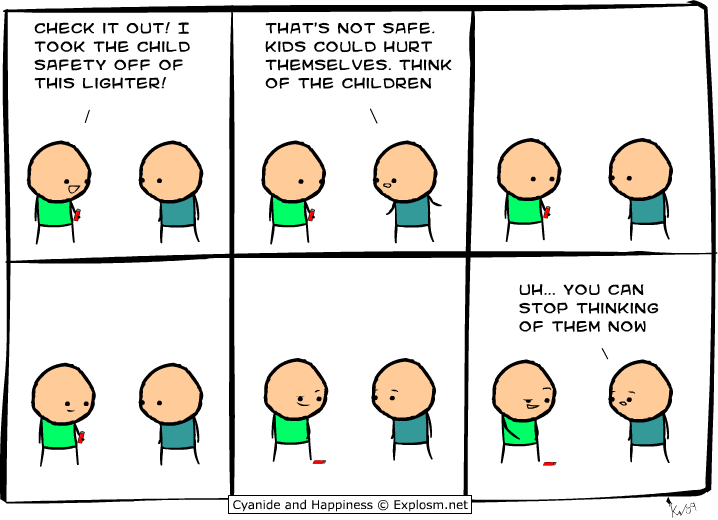 CHECK IT OUT! I
TOOK THE CHILD
SAFETY OFF OF
THIS LIGHTER!
THAT'S NOT SAFE.
KIDS COULD HURT
THEMSELVES. THINK
OF THE CHILDREN
UH... YOU CAN
STOP THINKING
OF THEM NOW
Cyanide and Happiness © Explosm.net